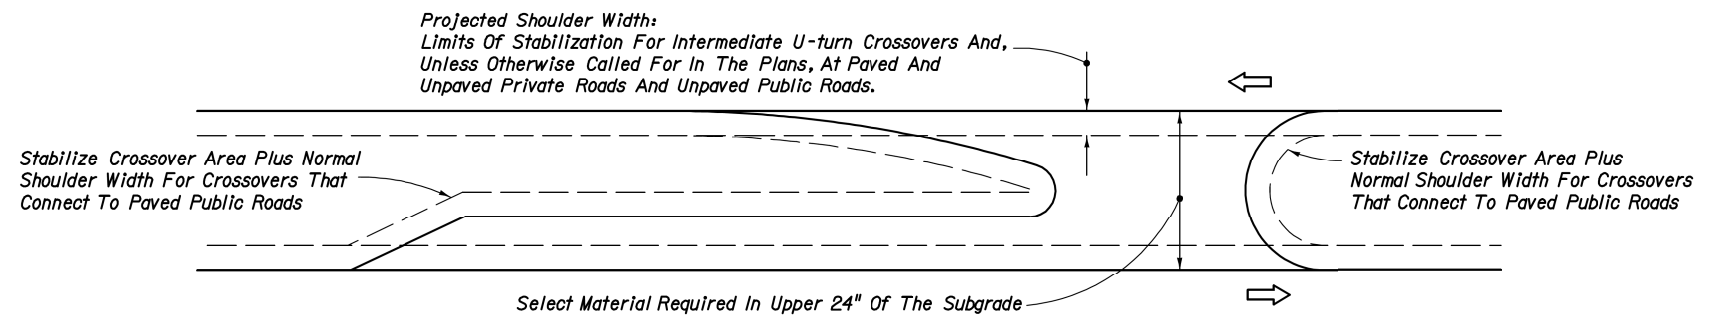 Projected Shoulder Width:
Limits Of Stabilization For Intermediate U-turn Crossovers And,
Unless Otherwise Called For In The Plans, At Paved And
Unpaved Private Roads And Unpaved Public Roads.
Stabilize Crossover Area Plus Normal
Shoulder Width For Crossovers That
Connect To Paved Public Roads
Stabilize Crossover Area Plus
Normal Shoulder Width For Crossovers
That Connect To Paved Public Roads
Select Material Required In Upper 24" Of The Subgrade